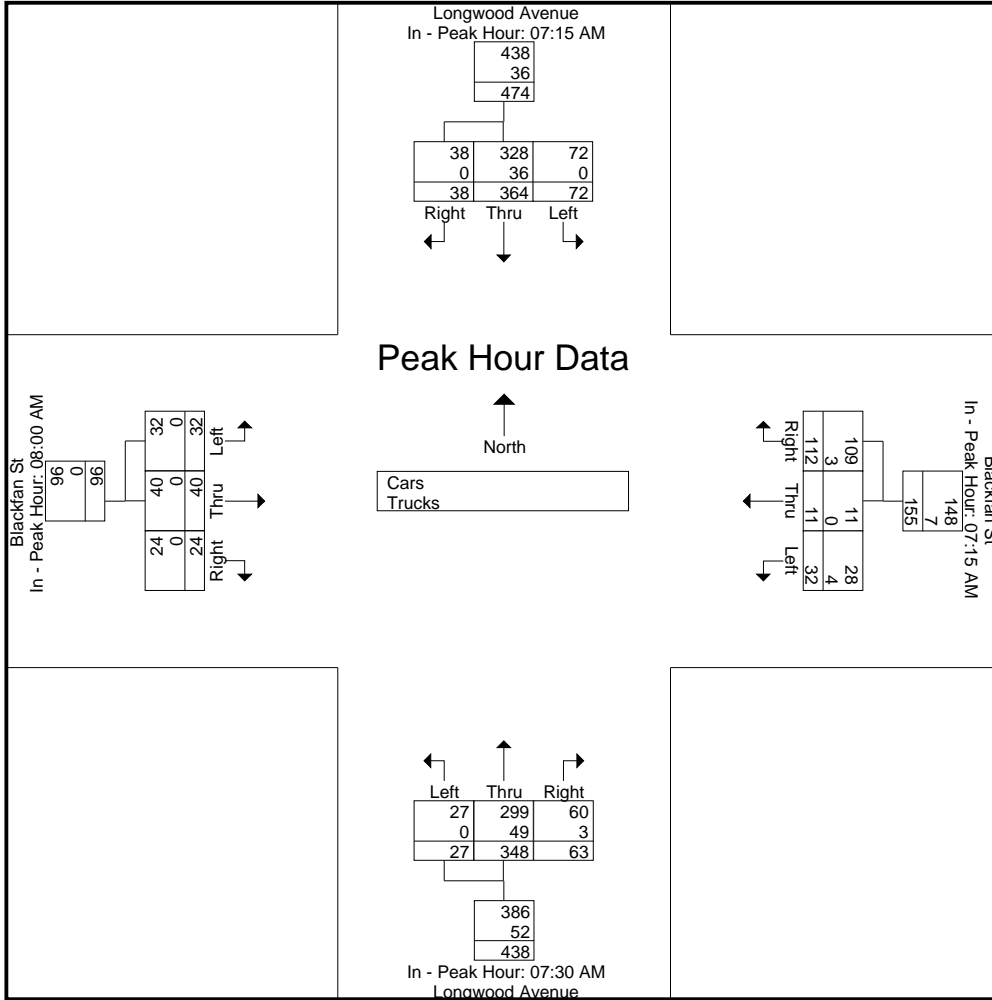 Longwood Avenue
In - Peak Hour: 07:15 AM
438
36
474
38 328 72
0 36 0
38 364 72
Right Thru Left
Peak Hour Data
North
Cars
Trucks
Blackfan St
In - Peak Hour: 08:00 AM
96
0
96
32 0 32
Left
40 0 40
Thru
24 0 24
Right
Blackfan St
In - Peak Hour: 07:15 AM
148
7
155
109 3 112
Right
11 0 11
Thru
28 4 32
Left
Left Thru Right
27 299 60
0 49 3
27 348 63
386
52
438
In - Peak Hour: 07:30 AM
Longwood Avenue